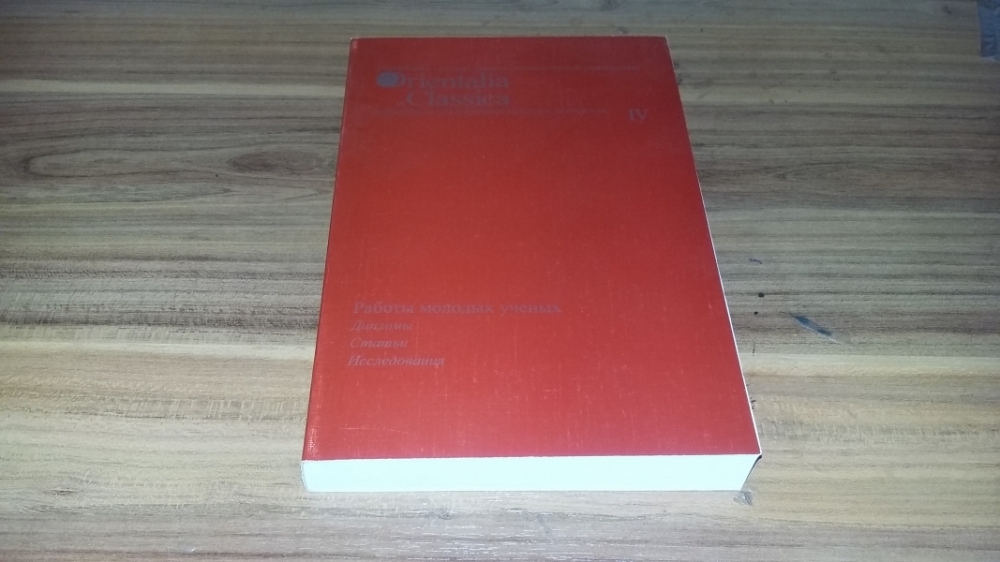 Orientalia
Classica
IV
Работы молодых ученых
Дипломы
Статьи
Исследования